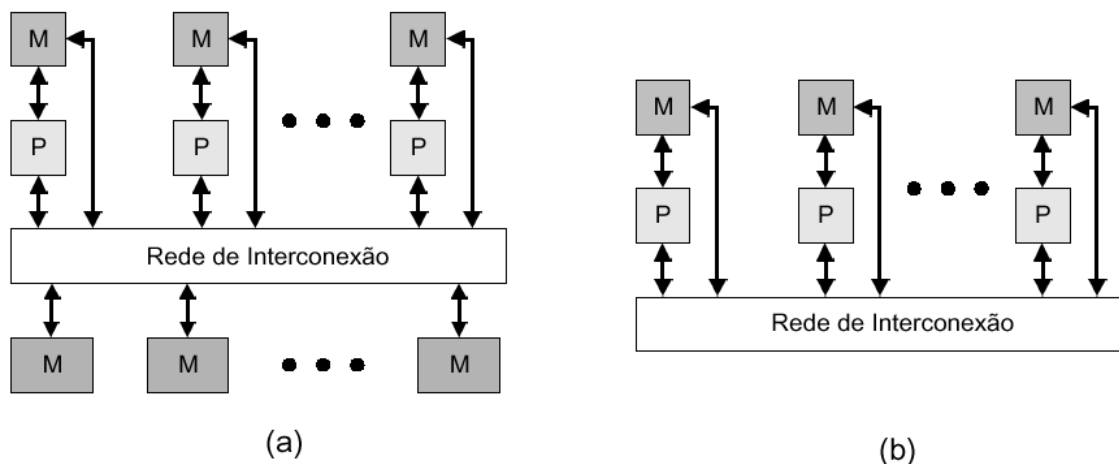 M M M
P P P
Rede de Interconexão
M M M
(a)
M M M
P P P
Rede de Interconexão
(b)